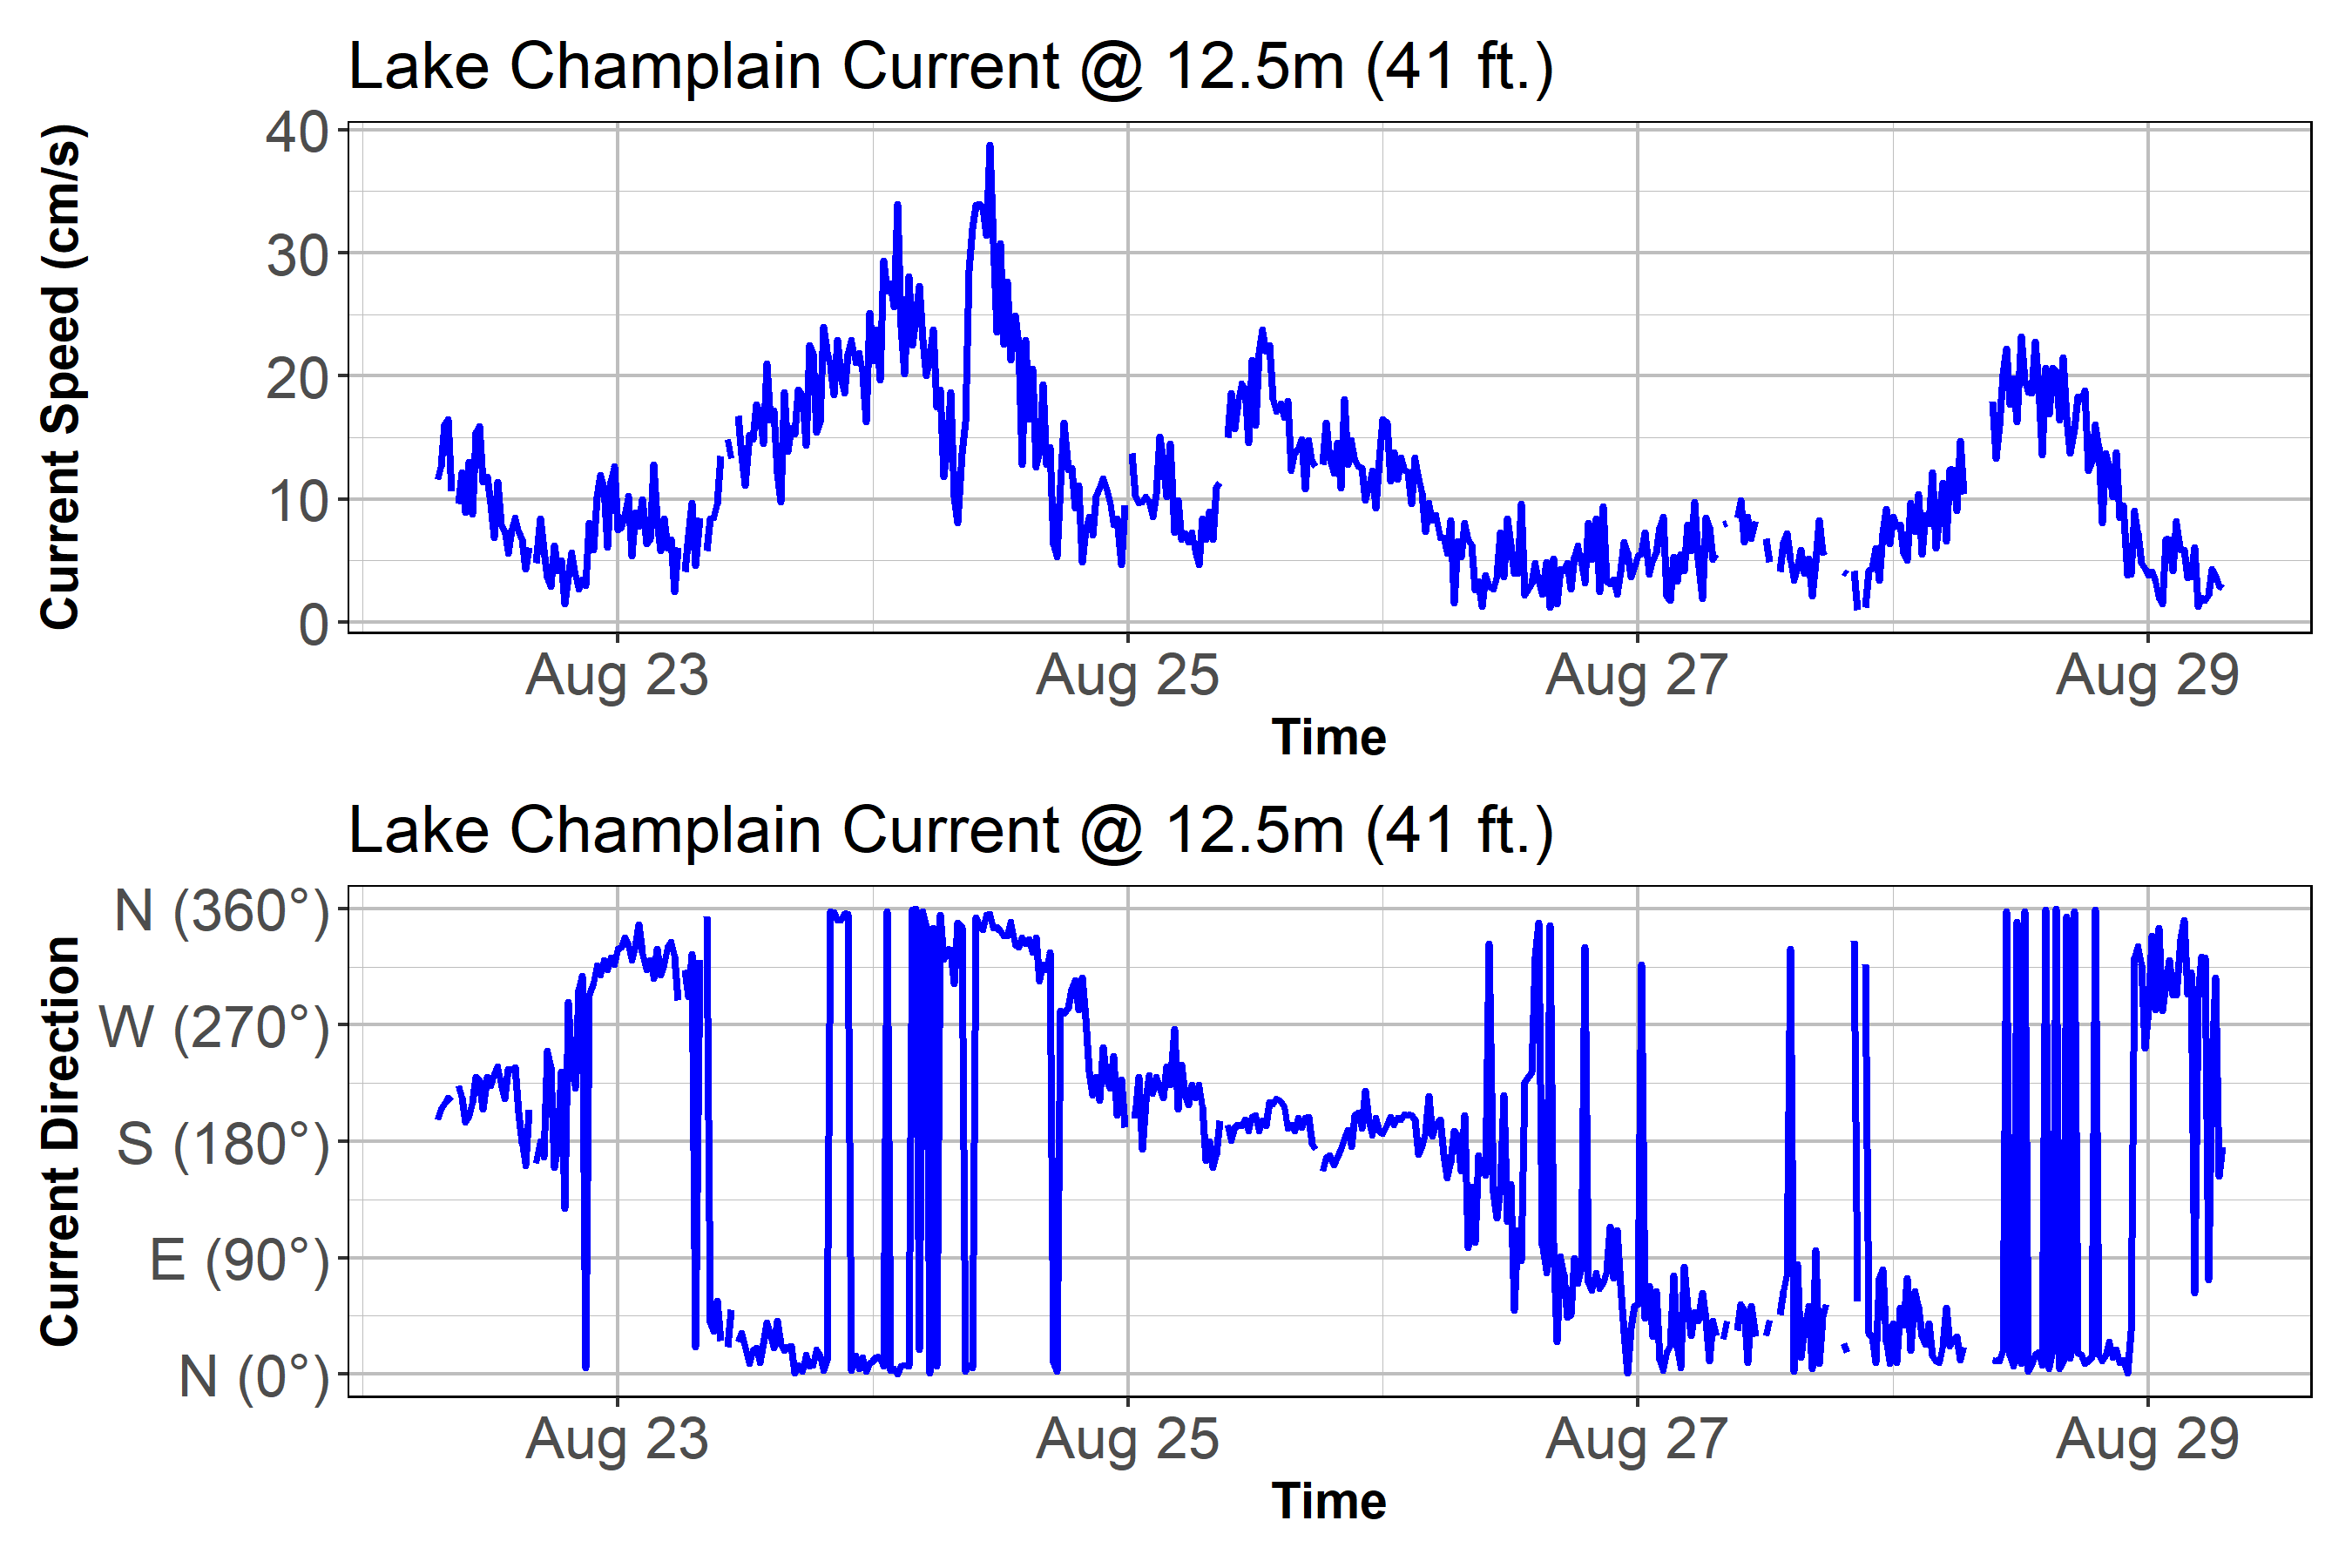 Lake Champlain Current @ 12.5m (41 ft.)
Current Speed (cm/s)
40
30
20
10
0
Aug 23 Aug 25 Aug 27 Aug 29
Time
Lake Champlain Current @ 12.5m (41 ft.)
Current Direction
N (360°)
W (270°)
S (180°)
E (90°)
N (0°)
Aug 23 Aug 25 Aug 27 Aug 29
Time